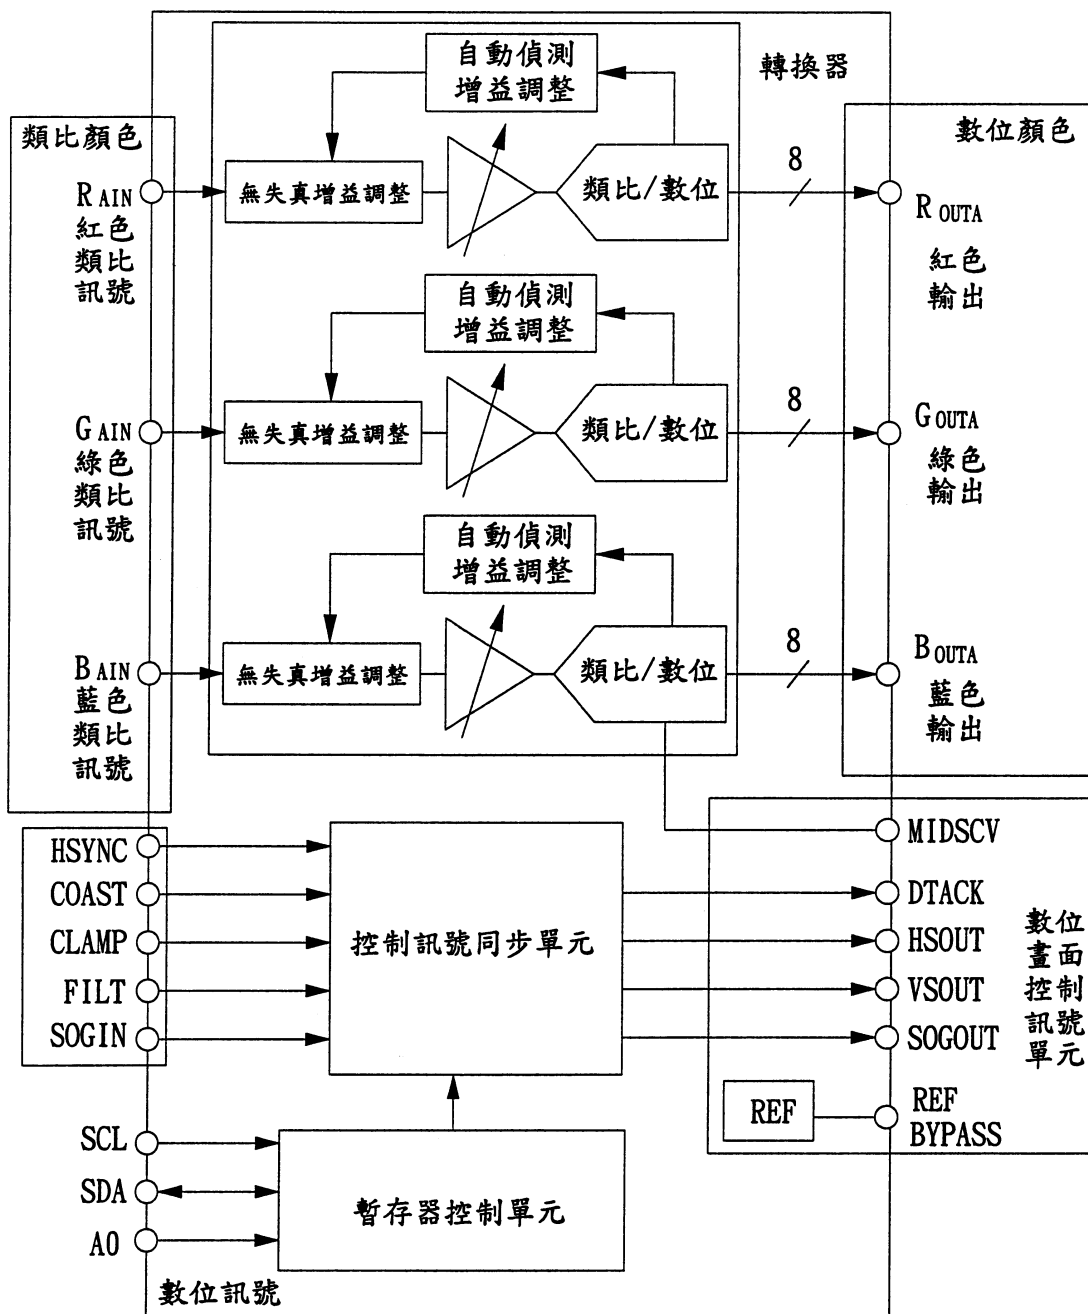 轉換器
類比顏色
數位顏色
自動偵測
增益調整
R AIN
紅色
類比
訊號
無失真增益調整
類比/數位
8
R OUTA
紅色
輸出
自動偵測
增益調整
G AIN
綠色
類比
訊號
無失真增益調整
類比/數位
8
G OUTA
綠色
輸出
自動偵測
增益調整
B AIN
藍色
類比
訊號
無失真增益調整
類比/數位
8
B OUTA
藍色
輸出
HSYNC
COAST
CLAMP
FILT
SOGIN
控制訊號同步單元
MIDSCV
DTACK
HSOUT
VSOUT
SOGOUT
數位
畫面
控制
訊號
單元
REF
REF
BYPASS
SCL
SDA
A0
暫存器控制單元
數位訊號